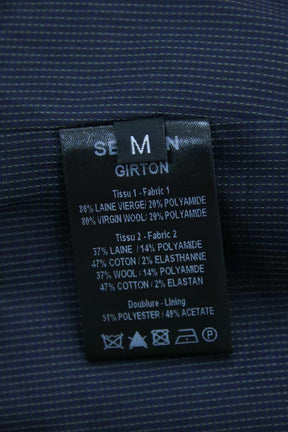 M
GIRTON
Tissu 1 - Fabric 1
80% LAINE VIERGE/ 20% POLYAMIDE
80% VIRGIN WOOL/ 20% POLYAMIDE
Tissu 2 - Fabric 2
37% LAINE / 14% POLYAMIDE
47% COTON / 2% ELASTHANNE
37% WOOL / 14% POLYAMIDE
47% COTTON / 2% ELASTAN
Doublure - Lining
51% POLYESTER / 49% ACETATE
P